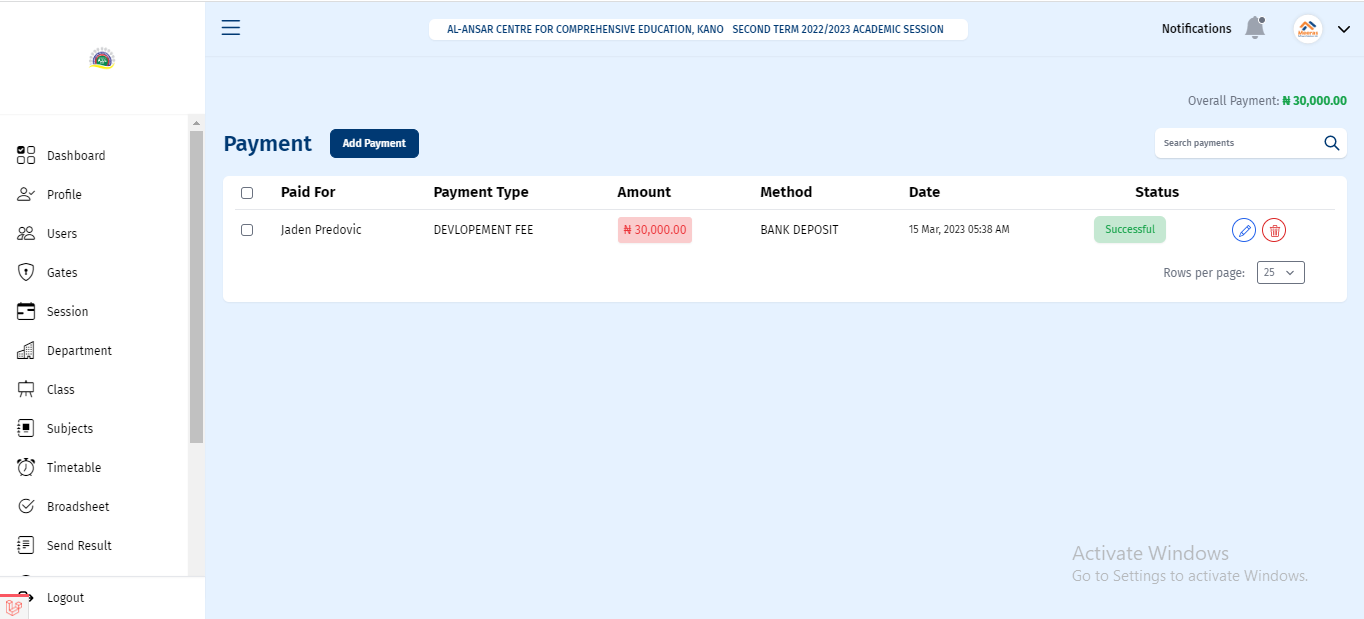 AL-ANSAR CENTRE FOR COMPREHENSIVE EDUCATION, KANO SECOND TERM 2022/2023 ACADEMIC SESSION
Notifications
Overall Payment: ₦ 30,000.00
Payment
Add Payment
Search payments
Dashboard
Profile
Users
Gates
Session
Department
Class
Subjects
Timetable
Broadsheet
Send Result
Logout
Paid For Payment Type Amount Method Date Status
Jaden Predovic DEVLOPEMENT FEE ₦ 30,000.00 BANK DEPOSIT 15 Mar, 2023 05:38 AM Successful
Rows per page: 25
Activate Windows
Go to Settings to activate Windows.